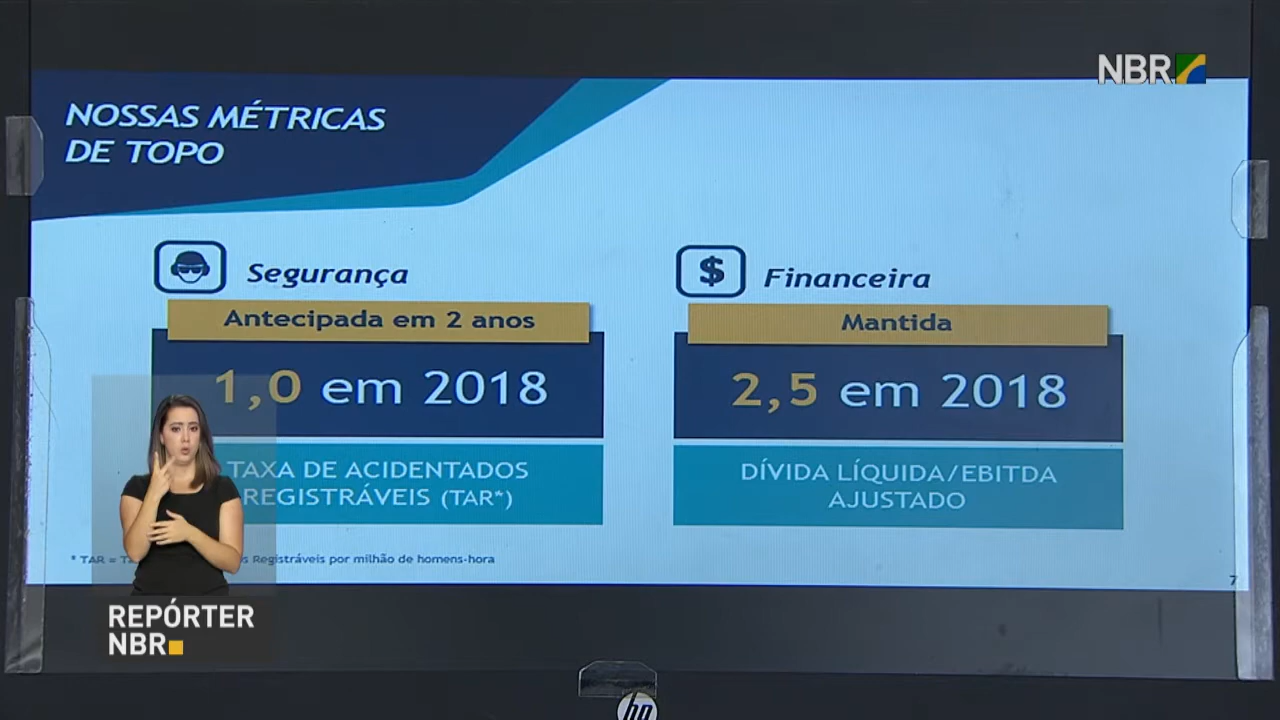 NBR
NOSSAS MÉTRICAS
DE TOPO
Segurança
Antecipada em 2 anos
1,0 em 2018
TAXA DE ACIDENTADOS
REGISTRÁVEIS (TAR*)
$ Financeira
Mantida
2,5 em 2018
DÍVIDA LÍQUIDA/EBITDA
AJUSTADO
* TAR = Registráveis por milhão de homens-hora
7
REPÓRTER
NBR
hp